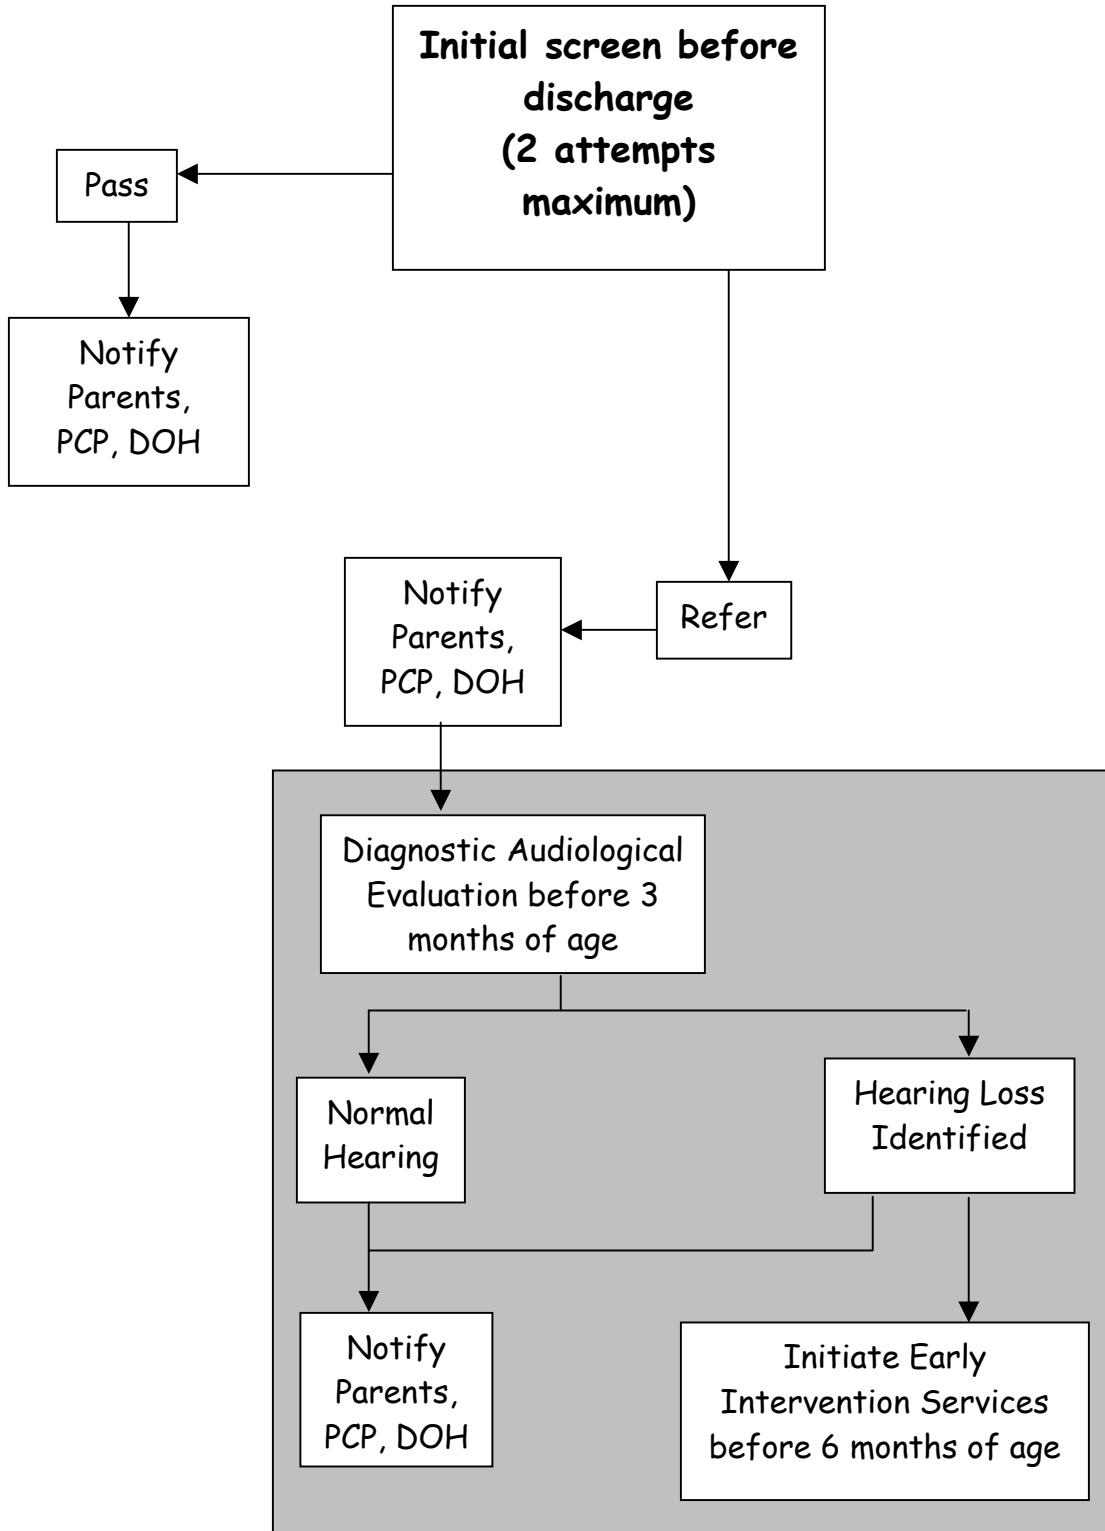 Initial screen before
discharge
(2 attempts
maximum)
Pass
Notify
Parents,
PCP, DOH
Refer
Notify
Parents,
PCP, DOH
Diagnostic Audiological
Evaluation before 3
months of age
Normal
Hearing
Hearing Loss
Identified
Notify
Parents,
PCP, DOH
Initiate Early
Intervention Services
before 6 months of age